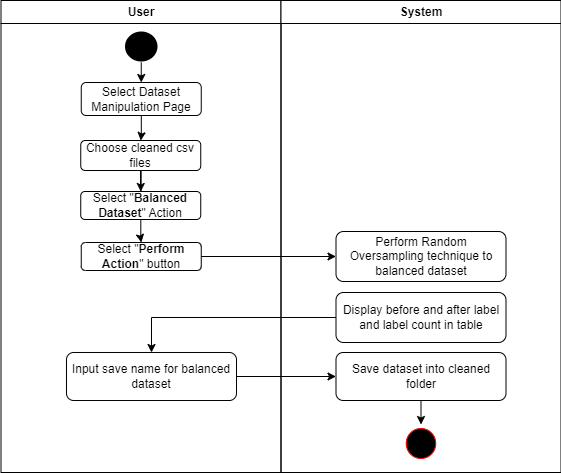 User
System
Select Dataset
Manipulation Page
Choose cleaned csv
files
Select "Balanced
Dataset" Action
Select "Perform
Action" button
Perform Random
Oversampling technique to
balanced dataset
Display before and after label
and label count in table
Input save name for balanced
dataset
Save dataset into cleaned
folder